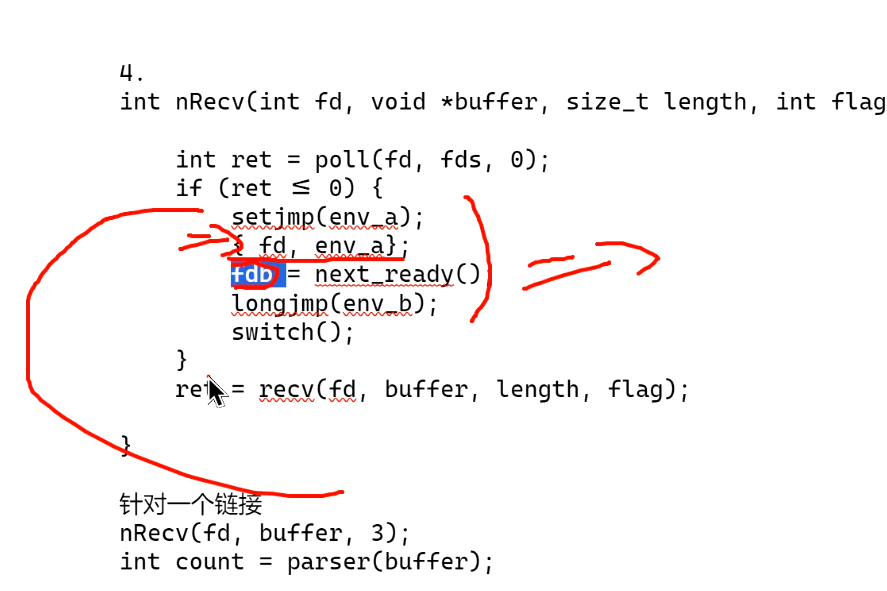 4.
int nRecv(int fd, void *buffer, size_t length, int flag
int ret = poll(fd, fds, 0);
if (ret ≤ 0) {
setjmp(env_a);
{ fd, env_a};
fdb = next_ready()
longjmp(env_b);
switch();
}
ret = recv(fd, buffer, length, flag);
}
针对一个链接
nRecv(fd, buffer, 3);
int count = parser(buffer);